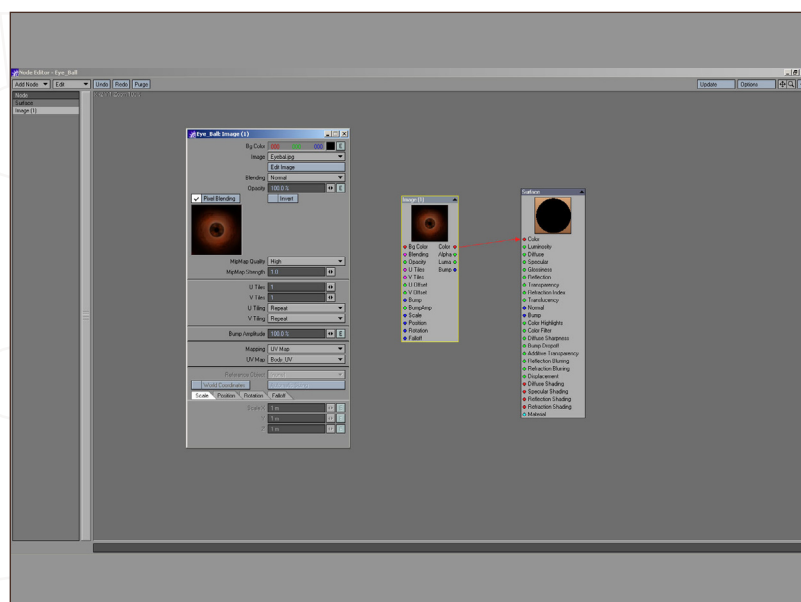 Node Editor - Eye_Ball
Add Node Edit Undo Redo Purge Update Options
Node
Surface
Image (1)
Eye_Ball: Image (1)
Bg Color 000 000 000 E
Image Eyeball.jpg
Edit Image
Blending Normal
Opacity 100.0 % E
Pixel Blending Invert
MipMap Quality High
MipMap Strength 1.0
U Tiles 1
V Tiles 1
U Tiling Repeat
V Tiling Repeat
Bump Amplitude 100.0 % E
Mapping UV Map
UV Map Body_UV
Reference Object
World Coordinates
Scale Position Rotation Falloff
Scale X 1 m
Y 1 m
Z 1 m
Image (1)
Bg Color Color
Blending Alpha
Opacity Luma
U Tiles Bump
V Tiles
U Offset
V Offset
Bump
BumpAmp
Scale
Position
Rotation
Falloff
Surface
Color
Luminosity
Diffuse
Specular
Glossiness
Reflection
Transparency
Refraction Index
Translucency
Normal
Bump
Color Highlights
Color Filter
Diffuse Sharpness
Bump Dropoff
Additive Transparency
Reflection Blurring
Refraction Blurring
Displacement
Diffuse Shading
Specular Shading
Reflection Shading
Refraction Shading
Material